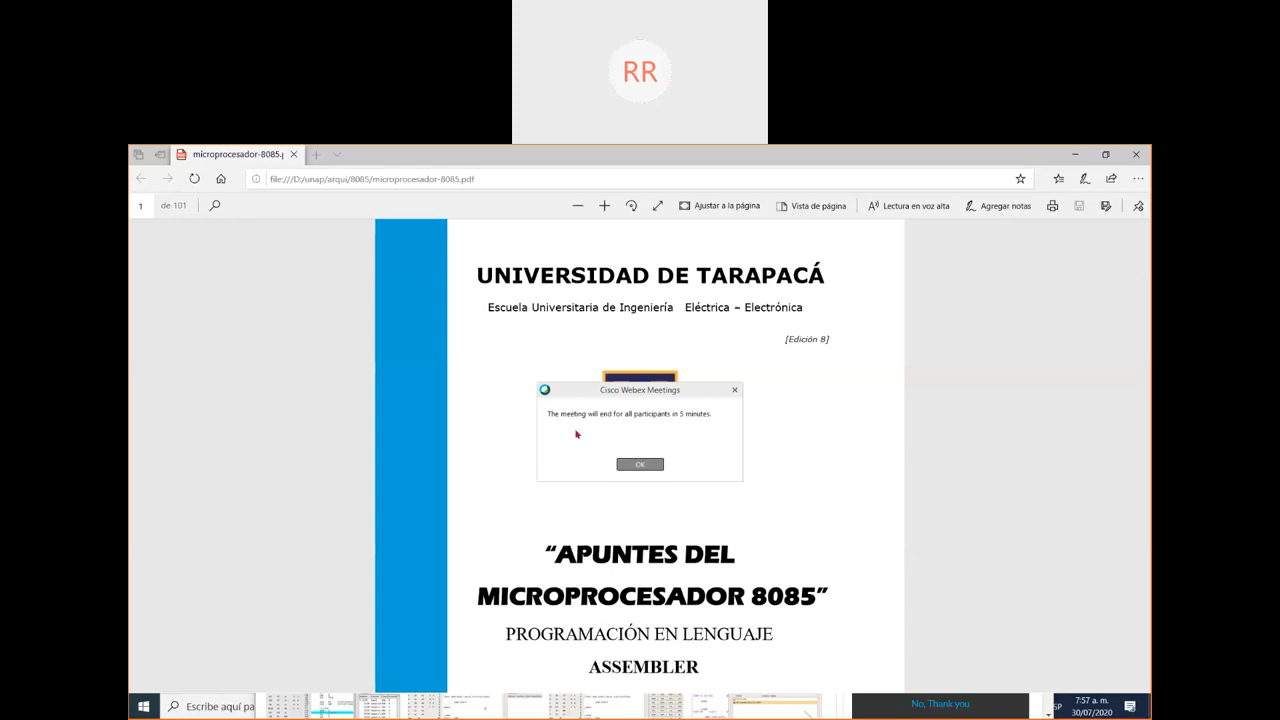 RR
microprocesador-8085.p
file:///D:/unap/arqui/8085/microprocesador-8085.pdf
1 de 101
Ajustar a la página
Vista de página
Lectura en voz alta
Agregar notas
UNIVERSIDAD DE TARAPACÁ
Escuela Universitaria de Ingeniería Eléctrica – Electrónica
[Edición 8]
Cisco Webex Meetings
The meeting will end for all participants in 5 minutes.
OK
“APUNTES DEL
MICROPROCESADOR 8085”
PROGRAMACIÓN EN LENGUAJE
ASSEMBLER
Escribe aquí pa
No, Thank you
SP
7:57 a. m.
30/07/2020